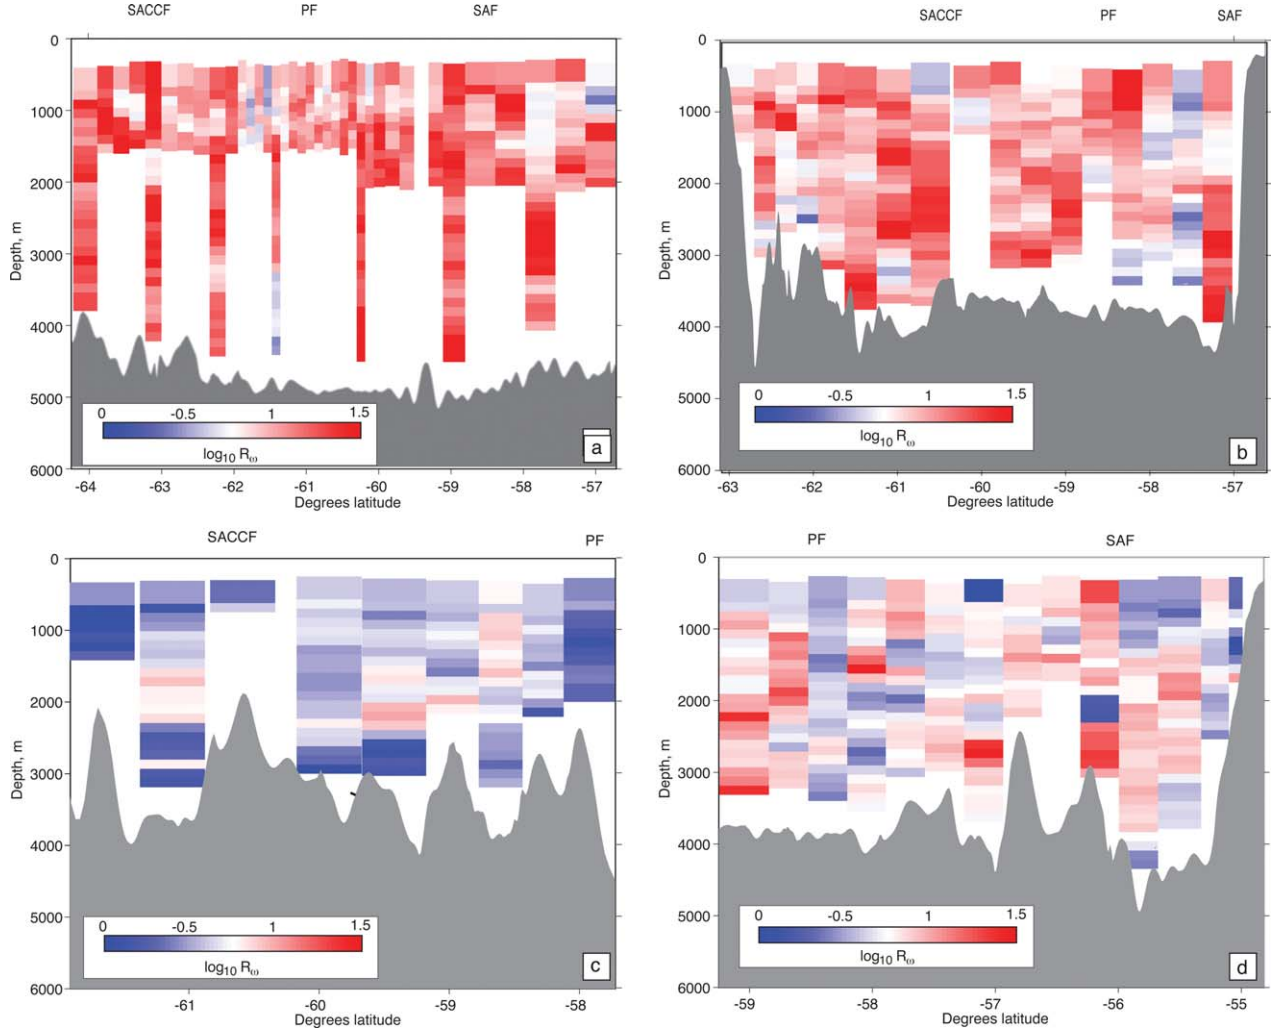 SACCF PF SAF
0
1000
2000
3000
4000
5000
6000
Depth, m
0 -0.5 1 1.5
log10 Rω
a
-64 -63 -62 -61 -60 -59 -58 -57
Degrees latitude
SACCF PF SAF
0
1000
2000
3000
4000
5000
6000
Depth, m
0 -0.5 1 1.5
log10 Rω
b
-63 -62 -61 -60 -59 -58 -57
Degrees latitude
SACCF PF
0
1000
2000
3000
4000
5000
6000
Depth, m
0 -0.5 1 1.5
log10 Rω
c
-61 -60 -59 -58
Degrees latitude
PF SAF
0
1000
2000
3000
4000
5000
6000
Depth, m
0 -0.5 1 1.5
log10 Rω
d
-59 -58 -57 -56 -55
Degrees latitude